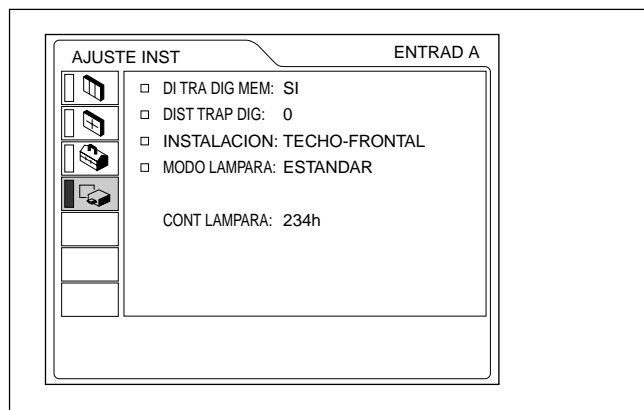 AJUSTE INST ENTRAD A
DI TRA DIG MEM: SI
DIST TRAP DIG: 0
INSTALACION: TECHO-FRONTAL
MODO LAMPARA: ESTANDAR
CONT LAMPARA: 234h